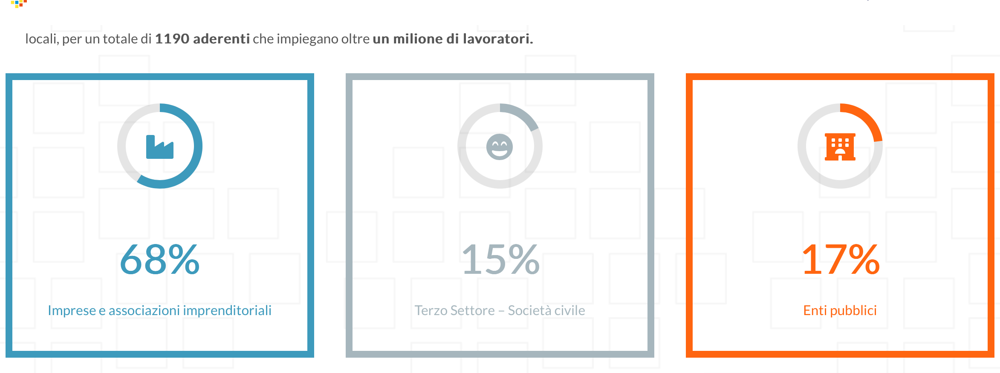 locali, per un totale di 1190 aderenti che impiegano oltre un milione di lavoratori.
68%
Imprese e associazioni imprenditoriali
15%
Terzo Settore – Società civile
17%
Enti pubblici